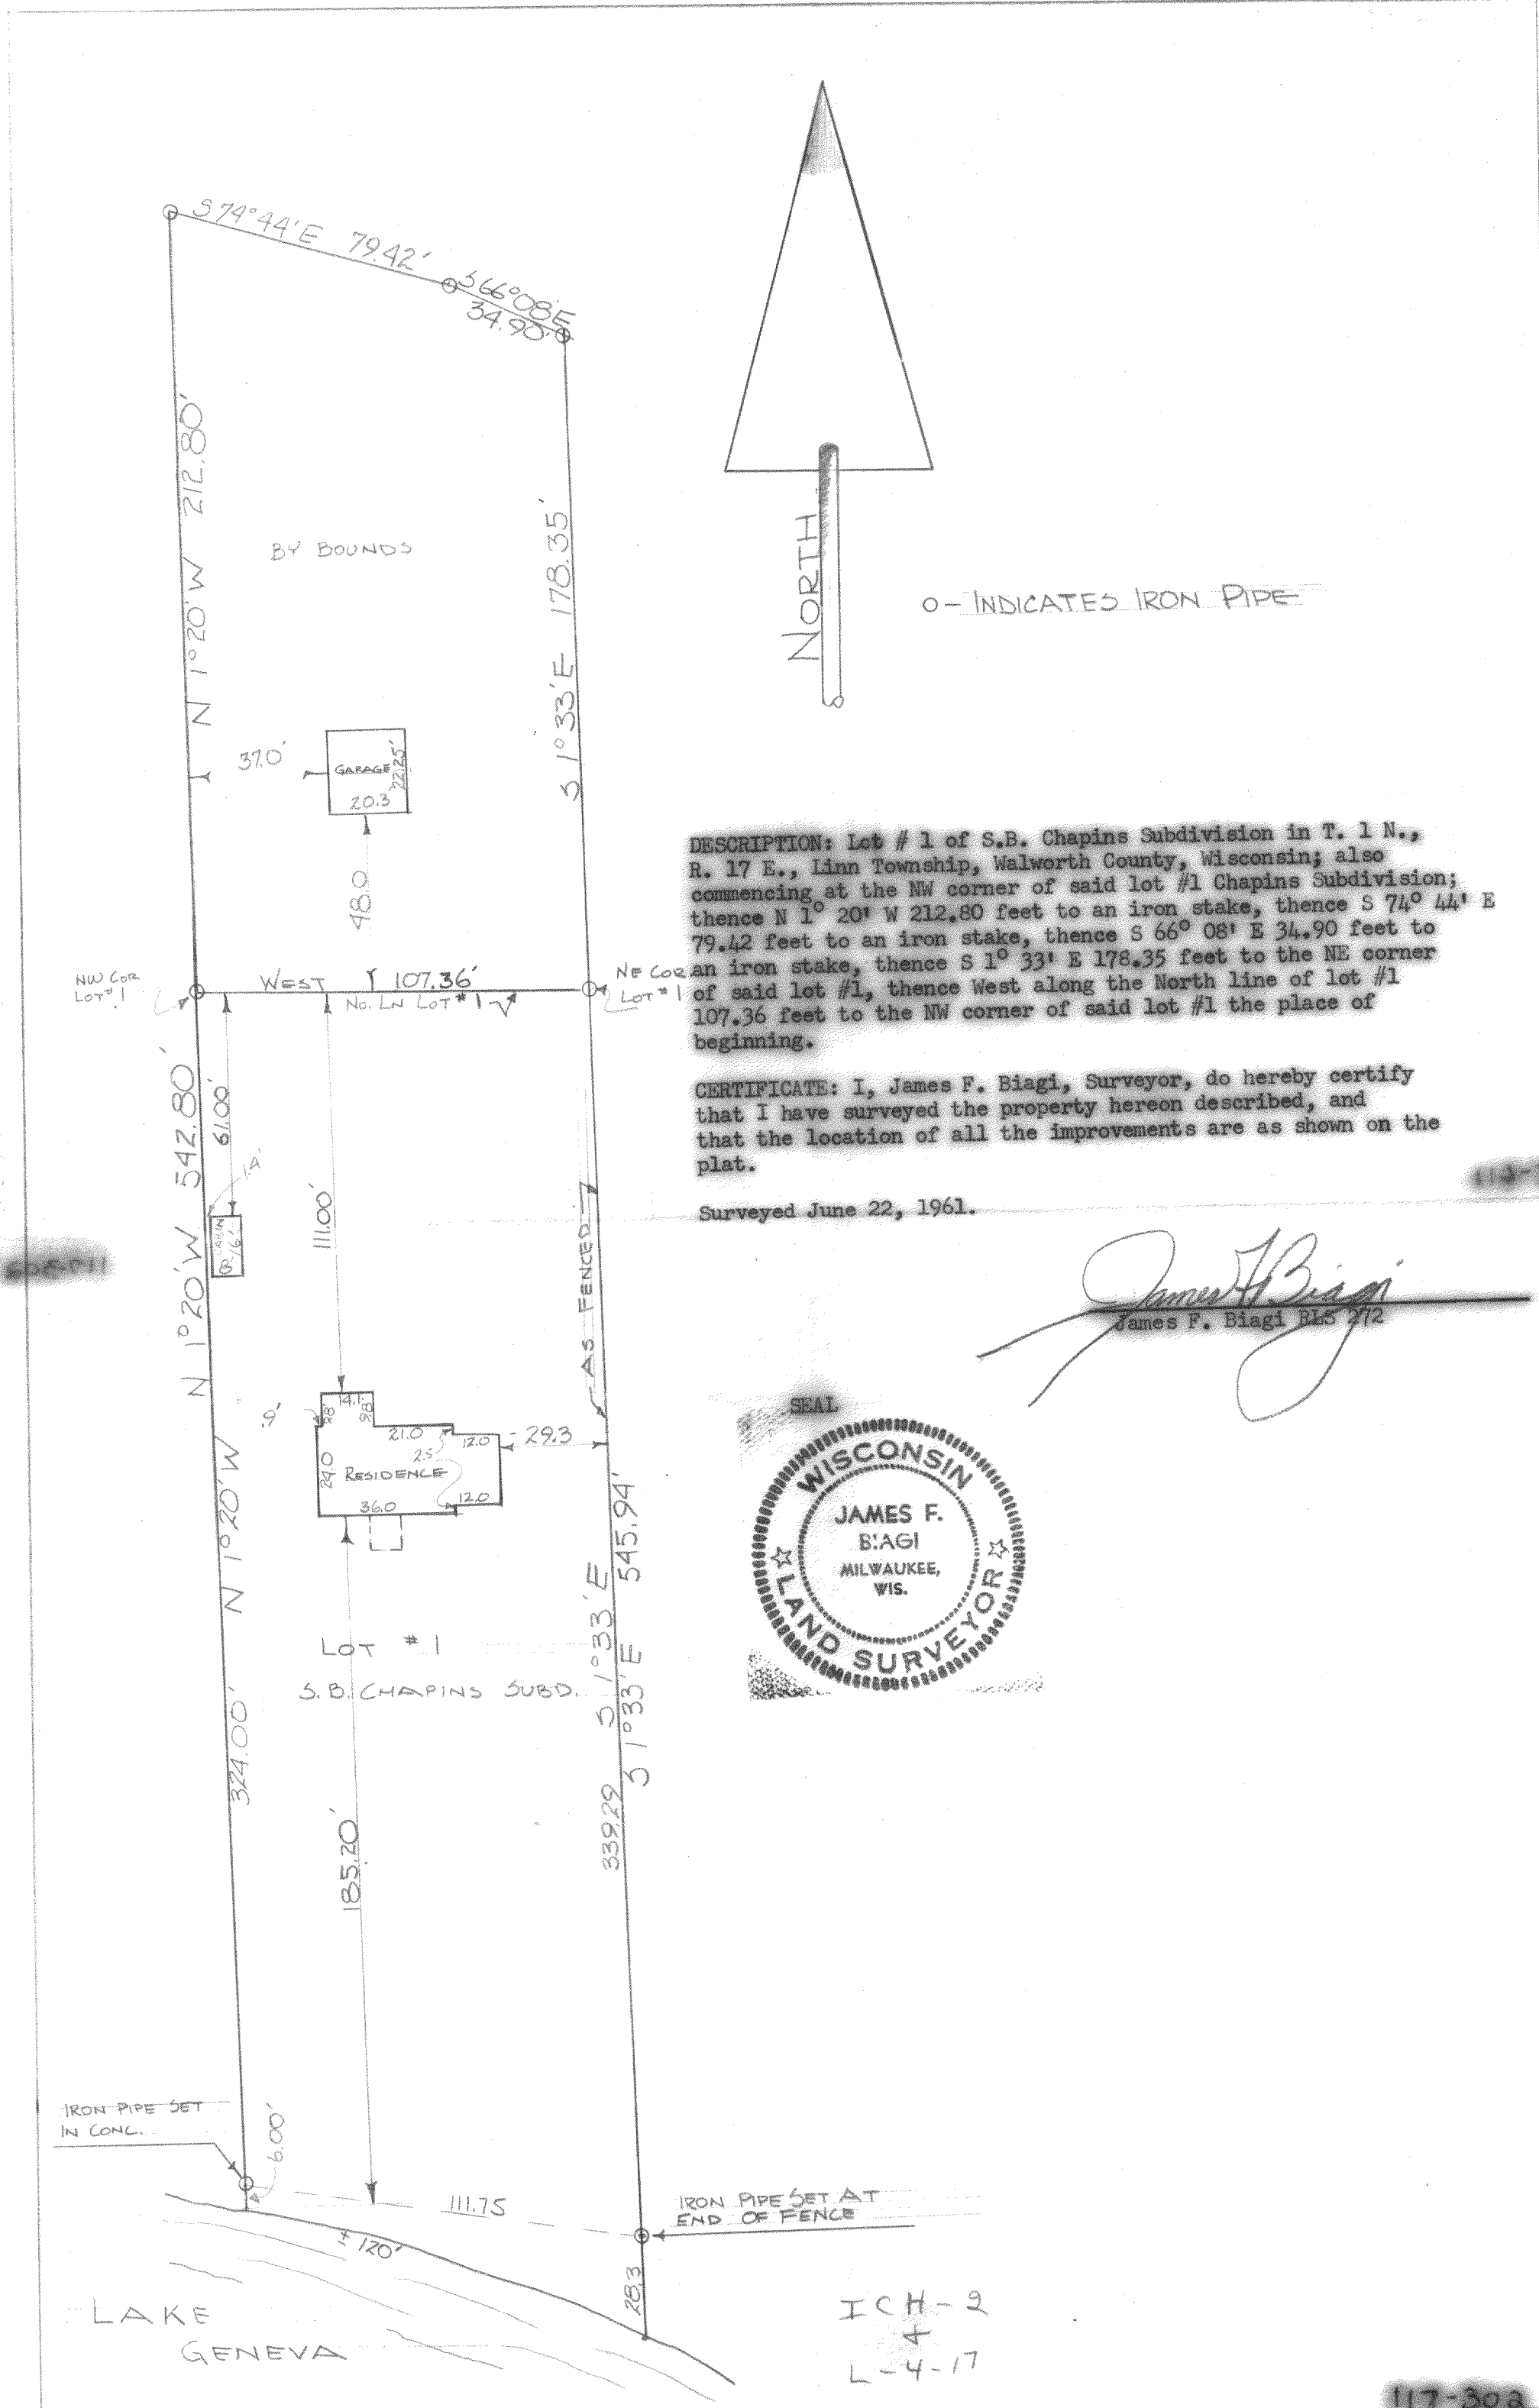 S 74°44'E 79.42'
S 66°08'E
34.90'
N 1°20'W 212.80'
BY BOUNDS
S 1°33'E 178.35'
NORTH
O - INDICATES IRON PIPE
37.0'
GARAGE
22.25'
20.3'
48.0
NW COR
LOT #1
WEST 107.36'
NO. LN LOT #1
NE COR
LOT #1
DESCRIPTION: Lot # 1 of S.B. Chapins Subdivision in T. 1 N.,
R. 17 E., Linn Township, Walworth County, Wisconsin; also
commencing at the NW corner of said lot #1 Chapins Subdivision;
thence N 1° 20' W 212.80 feet to an iron stake, thence S 74° 44' E
79.42 feet to an iron stake, thence S 66° 08' E 34.90 feet to
an iron stake, thence S 1° 33' E 178.35 feet to the NE corner
of said lot #1, thence West along the North line of lot #1
107.36 feet to the NW corner of said lot #1 the place of
beginning.
CERTIFICATE: I, James F. Biagi, Surveyor, do hereby certify
that I have surveyed the property hereon described, and
that the location of all the improvements are as shown on the
plat.
Surveyed June 22, 1961.
James F Biagi
James F. Biagi RLS 272
SEAL
WISCONSIN
JAMES F.
BIAGI
MILWAUKEE,
WIS.
LAND SURVEYOR
N 1°20'W 542.80'
61.00'
1.4'
CABIN
111.00'
AS FENCED
.9'
14.1
9.8
21.0
12.0
29.3
2.5
24.0
RESIDENCE
36.0
12.0
N 1°20'W
324.00'
LOT #1
S.B. CHAPINS SUBD.
S 1°33'E
339.29
S 1°33'E 545.94'
185.20'
IRON PIPE SET
IN CONC.
6.00'
111.75
IRON PIPE SET AT
END OF FENCE
± 120'
28.3
LAKE
GENEVA
I C H - 2
L - 4 - 17